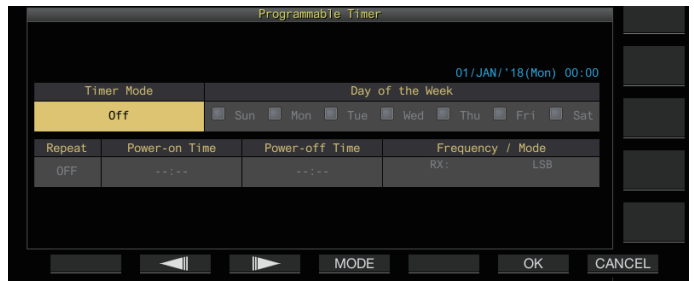 Programmable Timer
01/JAN/'18(Mon) 00:00
Timer Mode Day of the Week
Off Sun Mon Tue Wed Thu Fri Sat
Repeat Power-on Time Power-off Time Frequency / Mode
OFF --:-- --:-- RX: LSB
MODE OK CANCEL